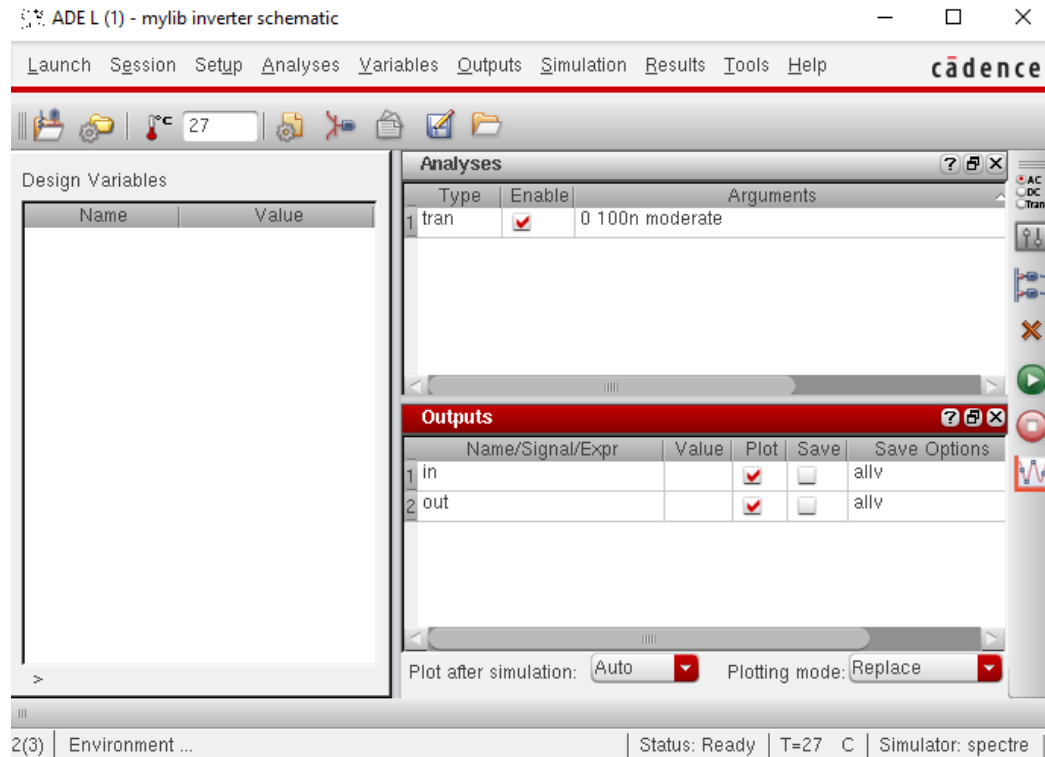 ADE L (1) - mylib inverter schematic
Launch Session Setup Analyses Variables Outputs Simulation Results Tools Help cādence
°C 27
Design Variables
Name Value
Analyses
Type Enable Arguments
1 tran 0 100n moderate
AC
DC
Tran
Outputs
Name/Signal/Expr Value Plot Save Save Options
1 in allv
2 out allv
Plot after simulation: Auto Plotting mode: Replace
>
2(3) Environment ... Status: Ready T=27 C Simulator: spectre